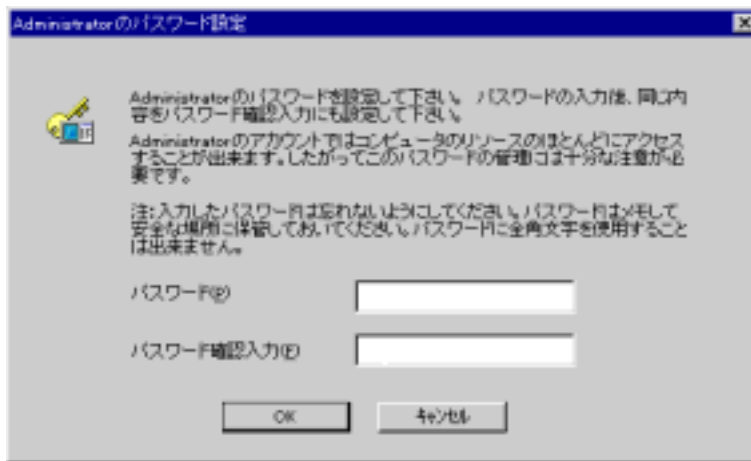 Administratorのパスワード設定
Administratorのパスワードを設定して下さい。 パスワードの入力後、同じ内
容をパスワード確認入力にも設定して下さい。
Administratorのアカウントではコンピュータのリソースのほとんどにアクセス
することが出来ます。したがってこのパスワードの管理には十分な注意が必
要です。
注：入力したパスワードは忘れないようにしてください。パスワードはメモして
安全な場所に保管しておいてください。パスワードに全角文字を使用すること
は出来ません。
パスワード(P)
パスワード確認入力(F)
OK
キャンセル